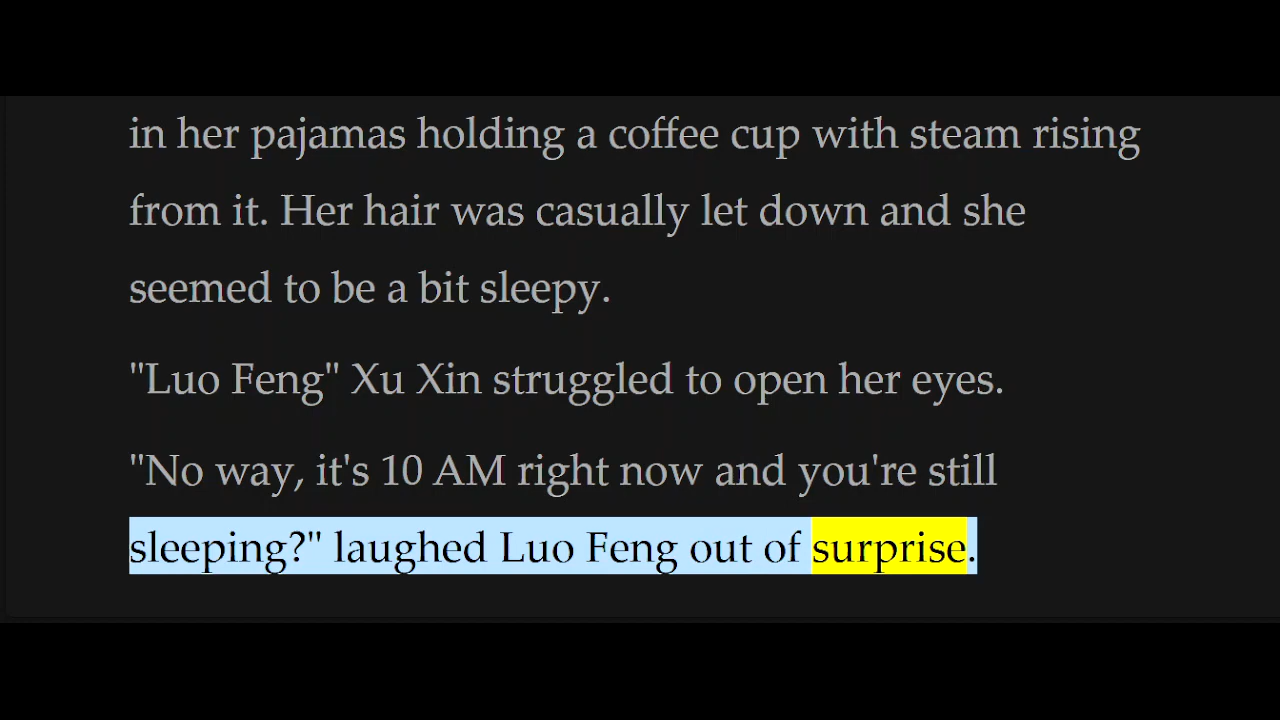 in her pajamas holding a coffee cup with steam rising
from it. Her hair was casually let down and she
seemed to be a bit sleepy.
"Luo Feng" Xu Xin struggled to open her eyes.
"No way, it's 10 AM right now and you're still
sleeping?" laughed Luo Feng out of surprise.